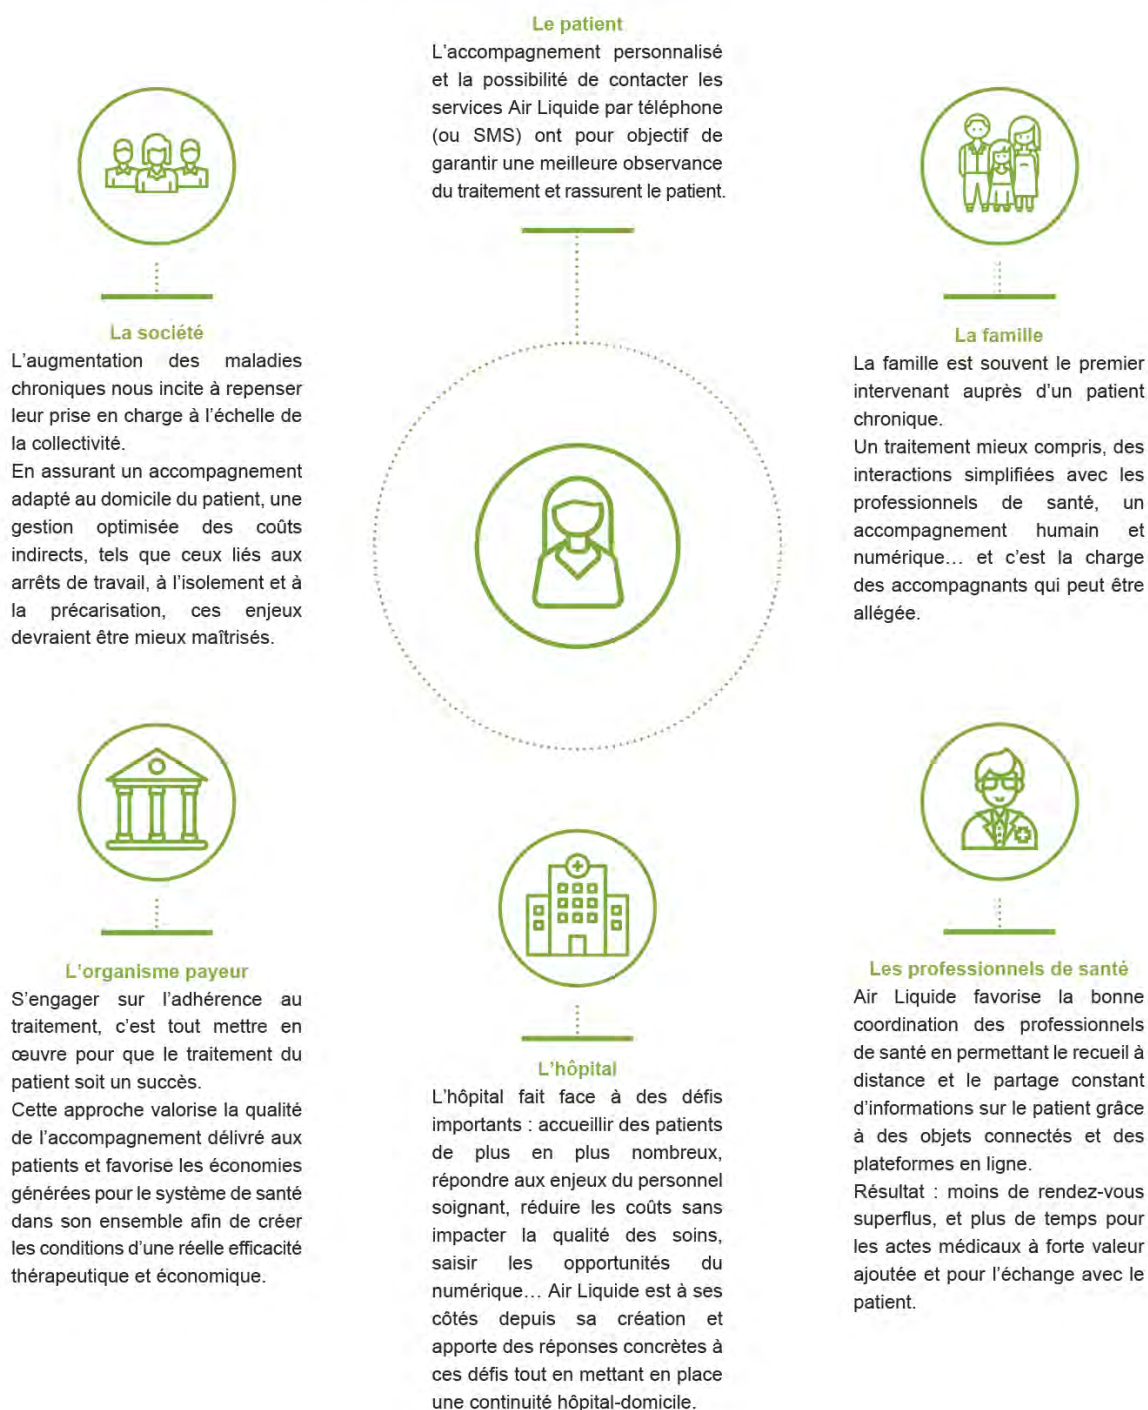 Le patient
L'accompagnement personnalisé
et la possibilité de contacter les
services Air Liquide par téléphone
(ou SMS) ont pour objectif de
garantir une meilleure observance
du traitement et rassurent le patient.
La société
L'augmentation des maladies
chroniques nous incite à repenser
leur prise en charge à l'échelle de
la collectivité.
En assurant un accompagnement
adapté au domicile du patient, une
gestion optimisée des coûts
indirects, tels que ceux liés aux
arrêts de travail, à l'isolement et à
la précarisation, ces enjeux
devraient être mieux maîtrisés.
La famille
La famille est souvent le premier
intervenant auprès d'un patient
chronique.
Un traitement mieux compris, des
interactions simplifiées avec les
professionnels de santé, un
accompagnement humain et
numérique… et c'est la charge
des accompagnants qui peut être
allégée.
L'organisme payeur
S'engager sur l'adhérence au
traitement, c'est tout mettre en
œuvre pour que le traitement du
patient soit un succès.
Cette approche valorise la qualité
de l'accompagnement délivré aux
patients et favorise les économies
générées pour le système de santé
dans son ensemble afin de créer
les conditions d'une réelle efficacité
thérapeutique et économique.
L'hôpital
L'hôpital fait face à des défis
importants : accueillir des patients
de plus en plus nombreux,
répondre aux enjeux du personnel
soignant, réduire les coûts sans
impacter la qualité des soins,
saisir les opportunités du
numérique… Air Liquide est à ses
côtés depuis sa création et
apporte des réponses concrètes à
ces défis tout en mettant en place
une continuité hôpital-domicile.
Les professionnels de santé
Air Liquide favorise la bonne
coordination des professionnels
de santé en permettant le recueil à
distance et le partage constant
d'informations sur le patient grâce
à des objets connectés et des
plateformes en ligne.
Résultat : moins de rendez-vous
superflus, et plus de temps pour
les actes médicaux à forte valeur
ajoutée et pour l'échange avec le
patient.